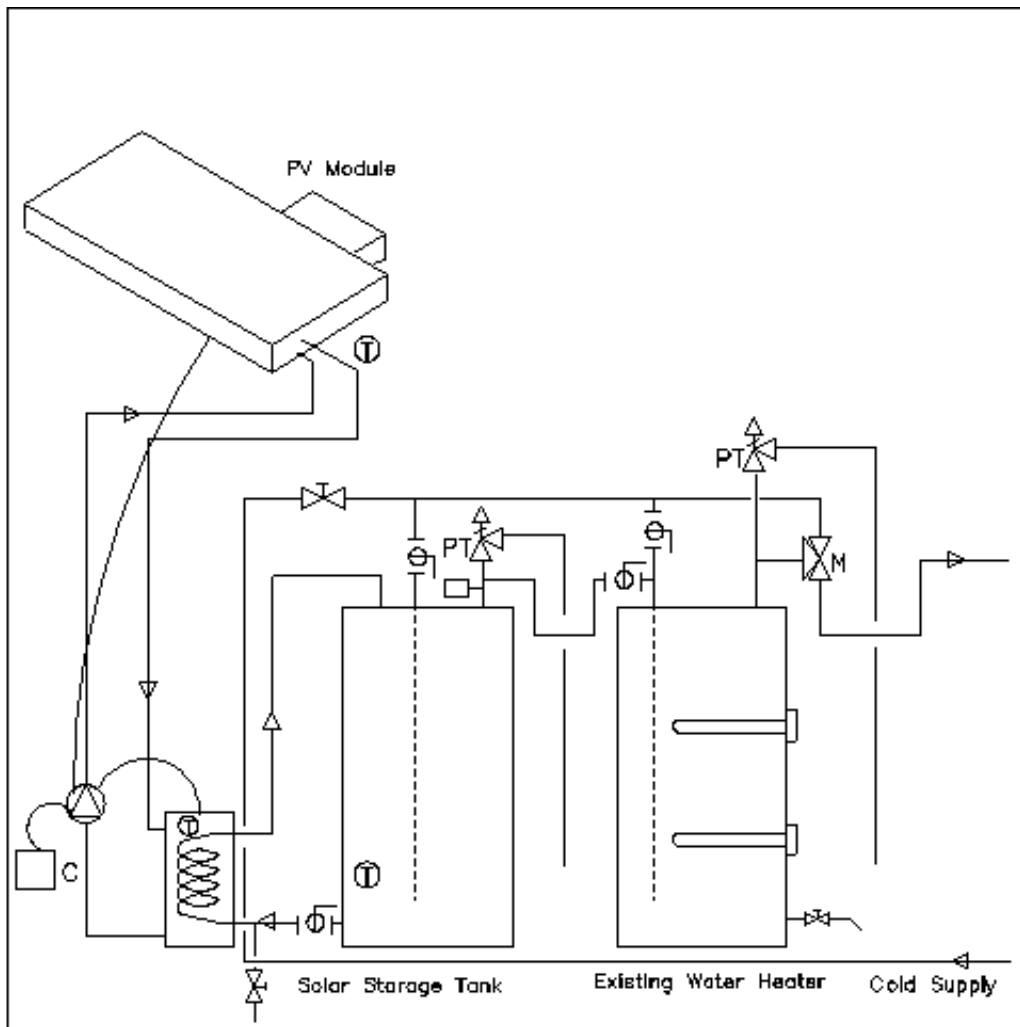 PV Module
T
PT
PT
M
T
T
C
Solar Storage Tank
Existing Water Heater
Cold Supply